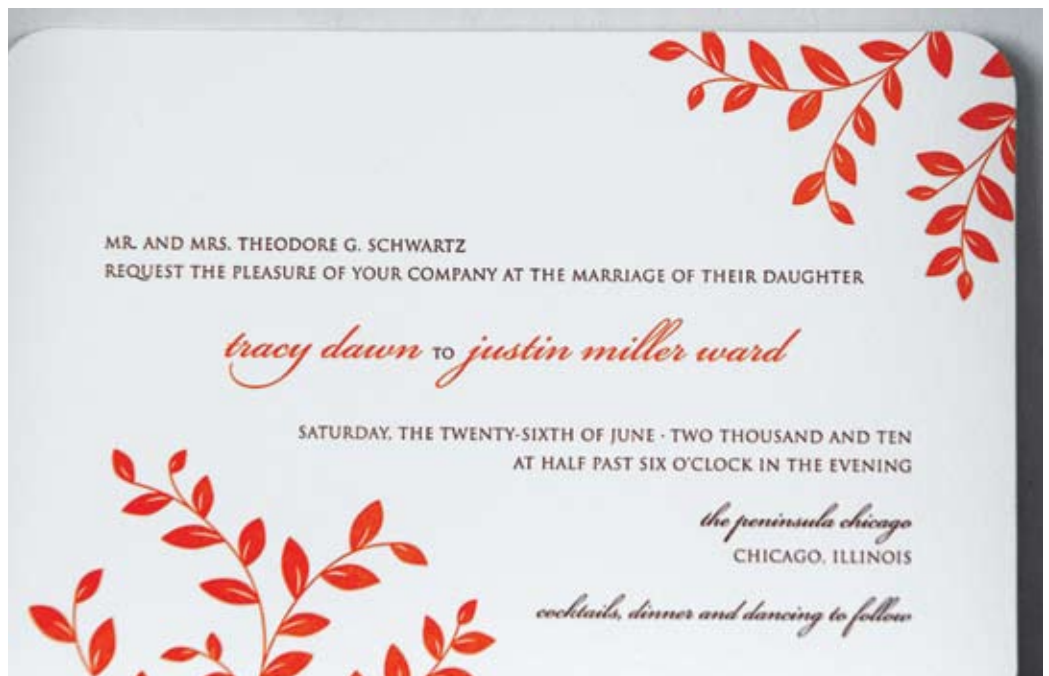 MR. AND MRS. THEODORE G. SCHWARTZ
REQUEST THE PLEASURE OF YOUR COMPANY AT THE MARRIAGE OF THEIR DAUGHTER
tracy dawn TO justin miller ward
SATURDAY, THE TWENTY-SIXTH OF JUNE · TWO THOUSAND AND TEN
AT HALF PAST SIX O'CLOCK IN THE EVENING
the peninsula chicago
CHICAGO, ILLINOIS
cocktails, dinner and dancing to follow